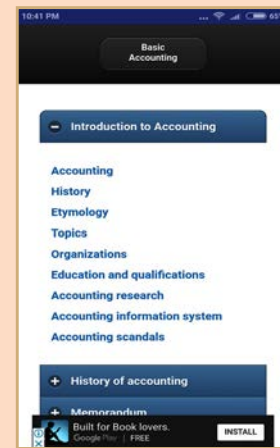 10:41 PM ... 65%
Basic
Accounting
Introduction to Accounting
Accounting
History
Etymology
Topics
Organizations
Education and qualifications
Accounting research
Accounting information system
Accounting scandals
History of accounting
Memorandum
Built for Book lovers.
Google Play | FREE
INSTALL